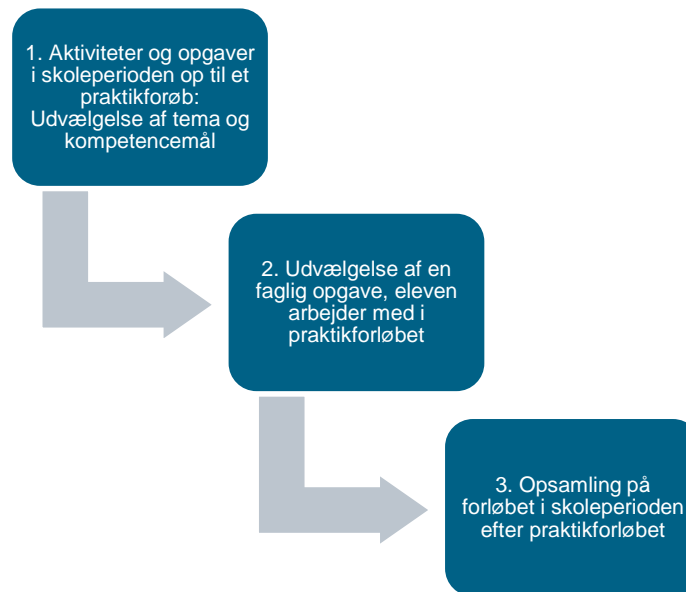 1. Aktiviteter og opgaver
i skoleperioden op til et
praktikforøb:
Udvælgelse af tema og
kompetencemål
2. Udvælgelse af en
faglig opgave, eleven
arbejder med i
praktikforløbet
3. Opsamling på
forløbet i skoleperioden
efter praktikforløbet